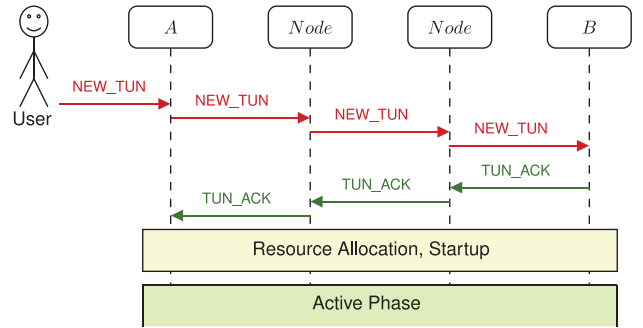 A
Node
Node
B
NEW_TUN
NEW_TUN
NEW_TUN
NEW_TUN
User
TUN_ACK
TUN_ACK
TUN_ACK
Resource Allocation, Startup
Active Phase